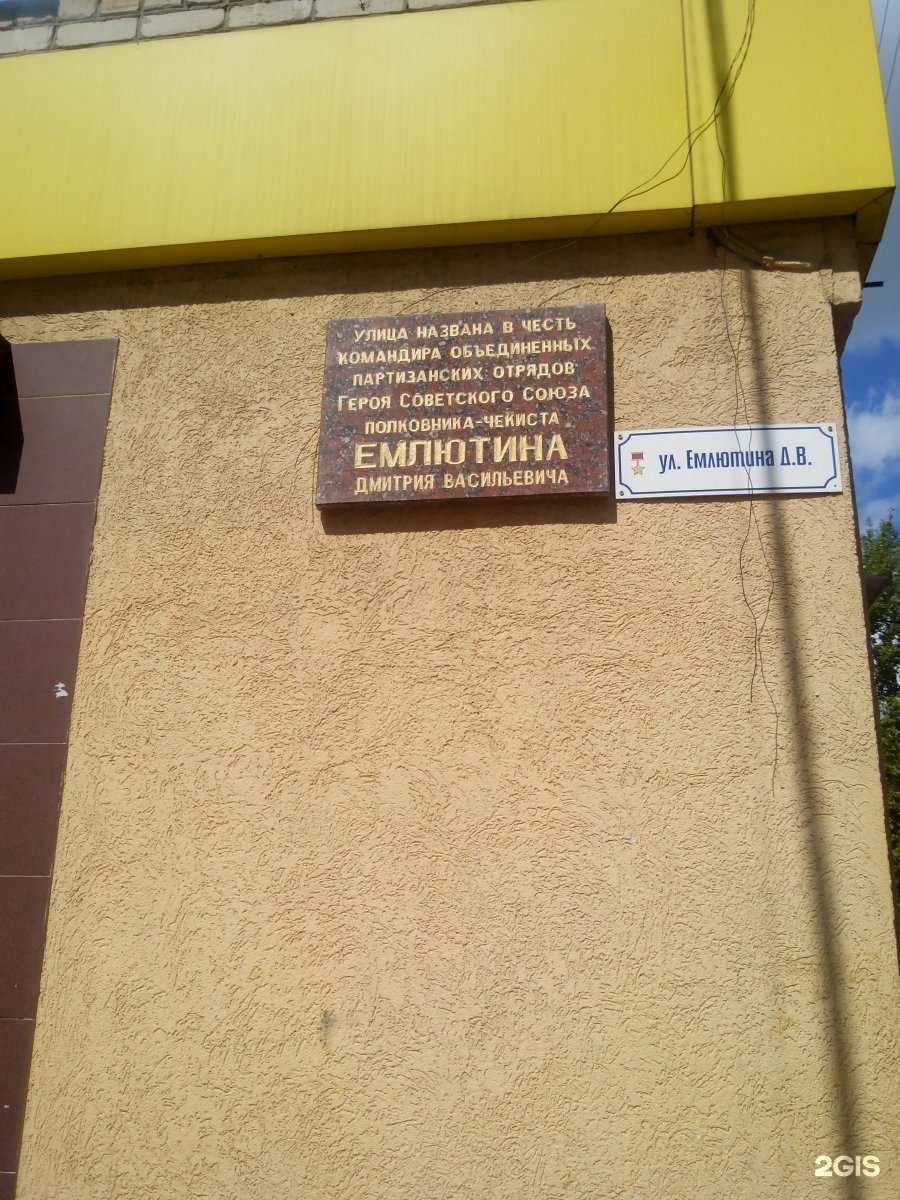 УЛИЦА НАЗВАНА В ЧЕСТЬ
КОМАНДИРА ОБЪЕДИНЕННЫХ
ПАРТИЗАНСКИХ ОТРЯДОВ
ГЕРОЯ СОВЕТСКОГО СОЮЗА
ПОЛКОВНИКА-ЧЕКИСТА
ЕМЛЮТИНА
ДМИТРИЯ ВАСИЛЬЕВИЧА
ул. Емлютина Д.В.
2GIS